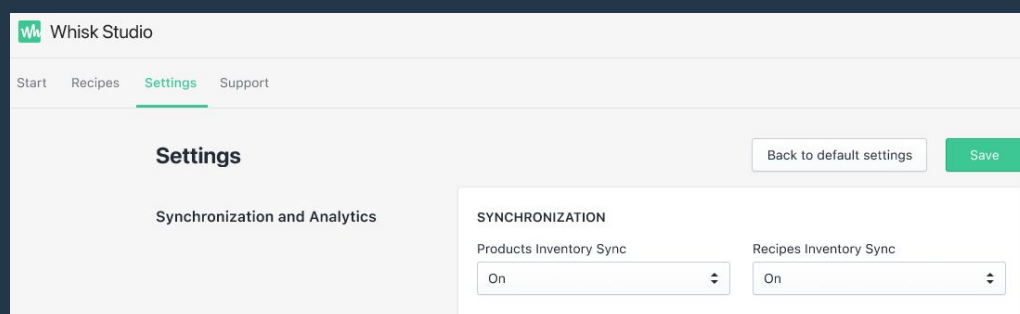 Wh Whisk Studio
Start Recipes Settings Support
Settings Back to default settings Save
Synchronization and Analytics SYNCHRONIZATION
Products Inventory Sync Recipes Inventory Sync
On On